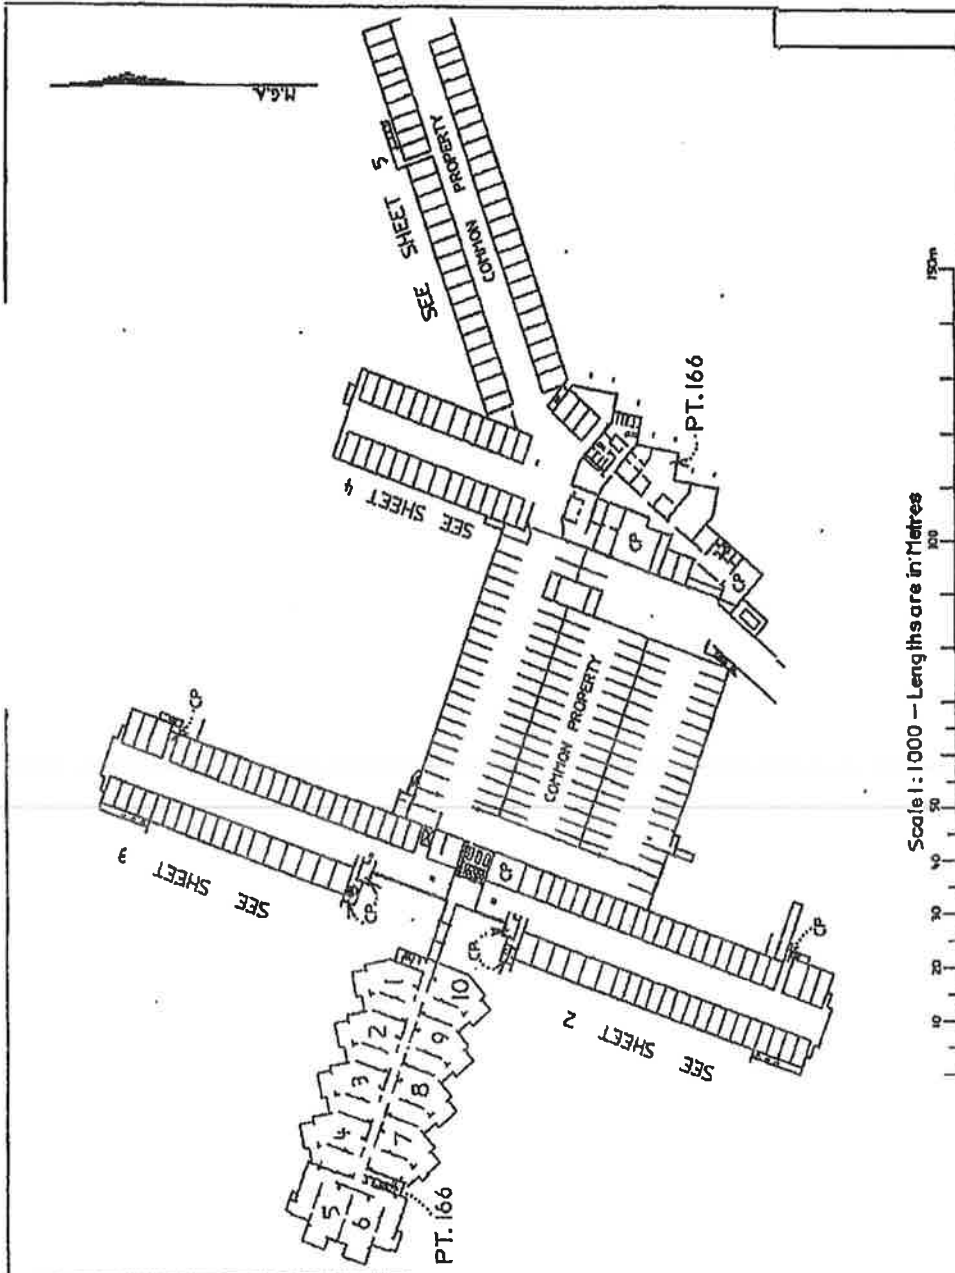 M.G.A.
SEE SHEET 5
COMMON PROPERTY
SEE SHEET 4
PT.166
CP
CP
COMMON PROPERTY
CP
SEE SHEET 3
CP
CP
CP
SEE SHEET 2
CP
1
2
3
4
5
6
7
8
9
10
PT.166
10 20 30 40 50 100 150m
Scale 1:1000 – Lengths are in Metres